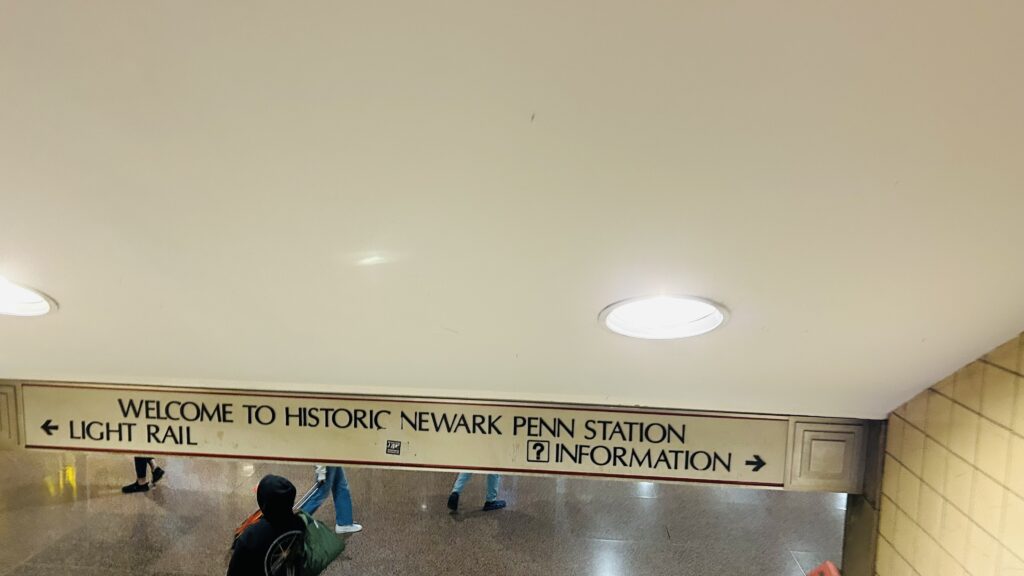 WELCOME TO HISTORIC NEWARK PENN STATION
← LIGHT RAIL
? INFORMATION →